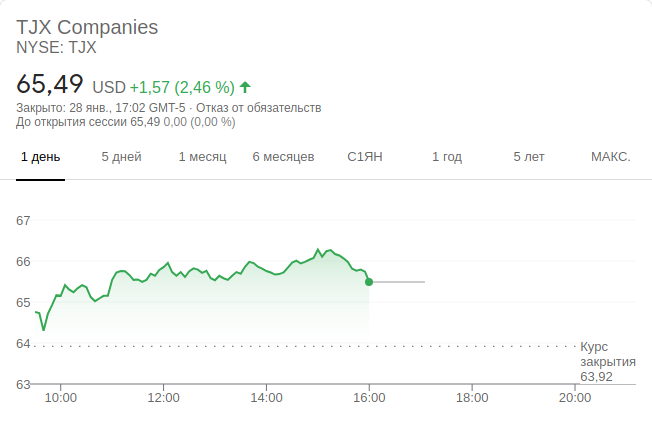 TJX Companies
NYSE: TJX
65,49 USD +1,57 (2,46 %)
Закрыто: 28 янв., 17:02 GMT-5 · Отказ от обязательств
До открытия сессии 65,49 0,00 (0,00 %)
1 день 5 дней 1 месяц 6 месяцев С1ЯН 1 год 5 лет МАКС.
67
66
65
64
Курс
закрытия
63,92
63
10:00 12:00 14:00 16:00 18:00 20:00